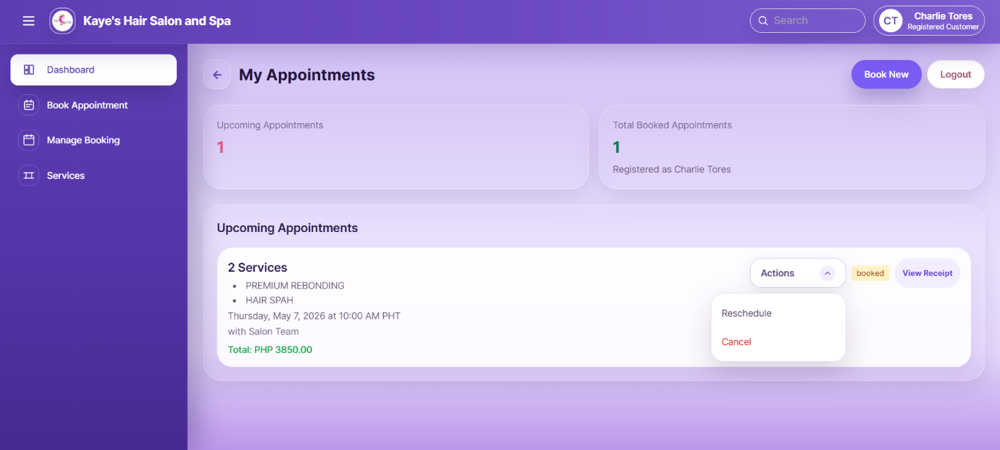 Kaye's Hair Salon and Spa
Search
CT
Charlie Tores
Registered Customer
Dashboard
Book Appointment
Manage Booking
Services
My Appointments
Book New
Logout
Upcoming Appointments
1
Total Booked Appointments
1
Registered as Charlie Tores
Upcoming Appointments
2 Services
• PREMIUM REBONDING
• HAIR SPAH
Thursday, May 7, 2026 at 10:00 AM PHT
with Salon Team
Total: PHP 3850.00
Actions
booked
View Receipt
Reschedule
Cancel